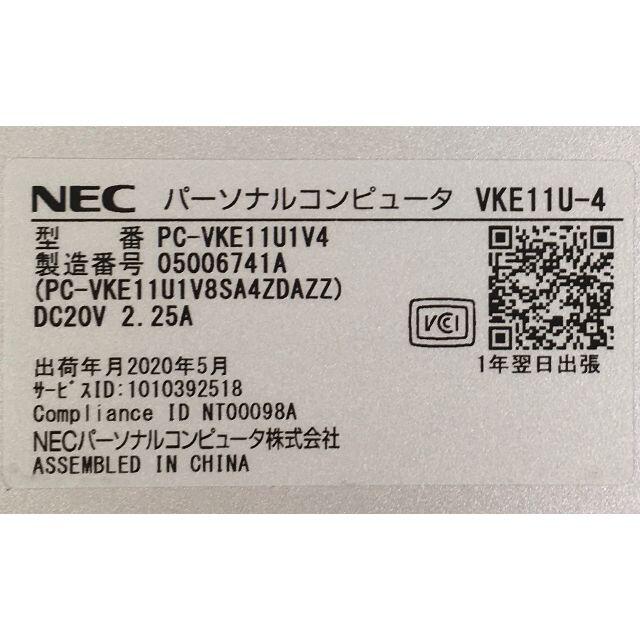 NEC パーソナルコンピュータ VKE11U-4
型 番 PC-VKE11U1V4
製造番号 05006741A
(PC-VKE11U1V8SA4ZDAZZ)
DC20V 2.25A
VCCI
1年翌日出張
出荷年月2020年5月
ｻｰﾋﾞｽID:1010392518
Compliance ID NT00098A
NECパーソナルコンピュータ株式会社
ASSEMBLED IN CHINA